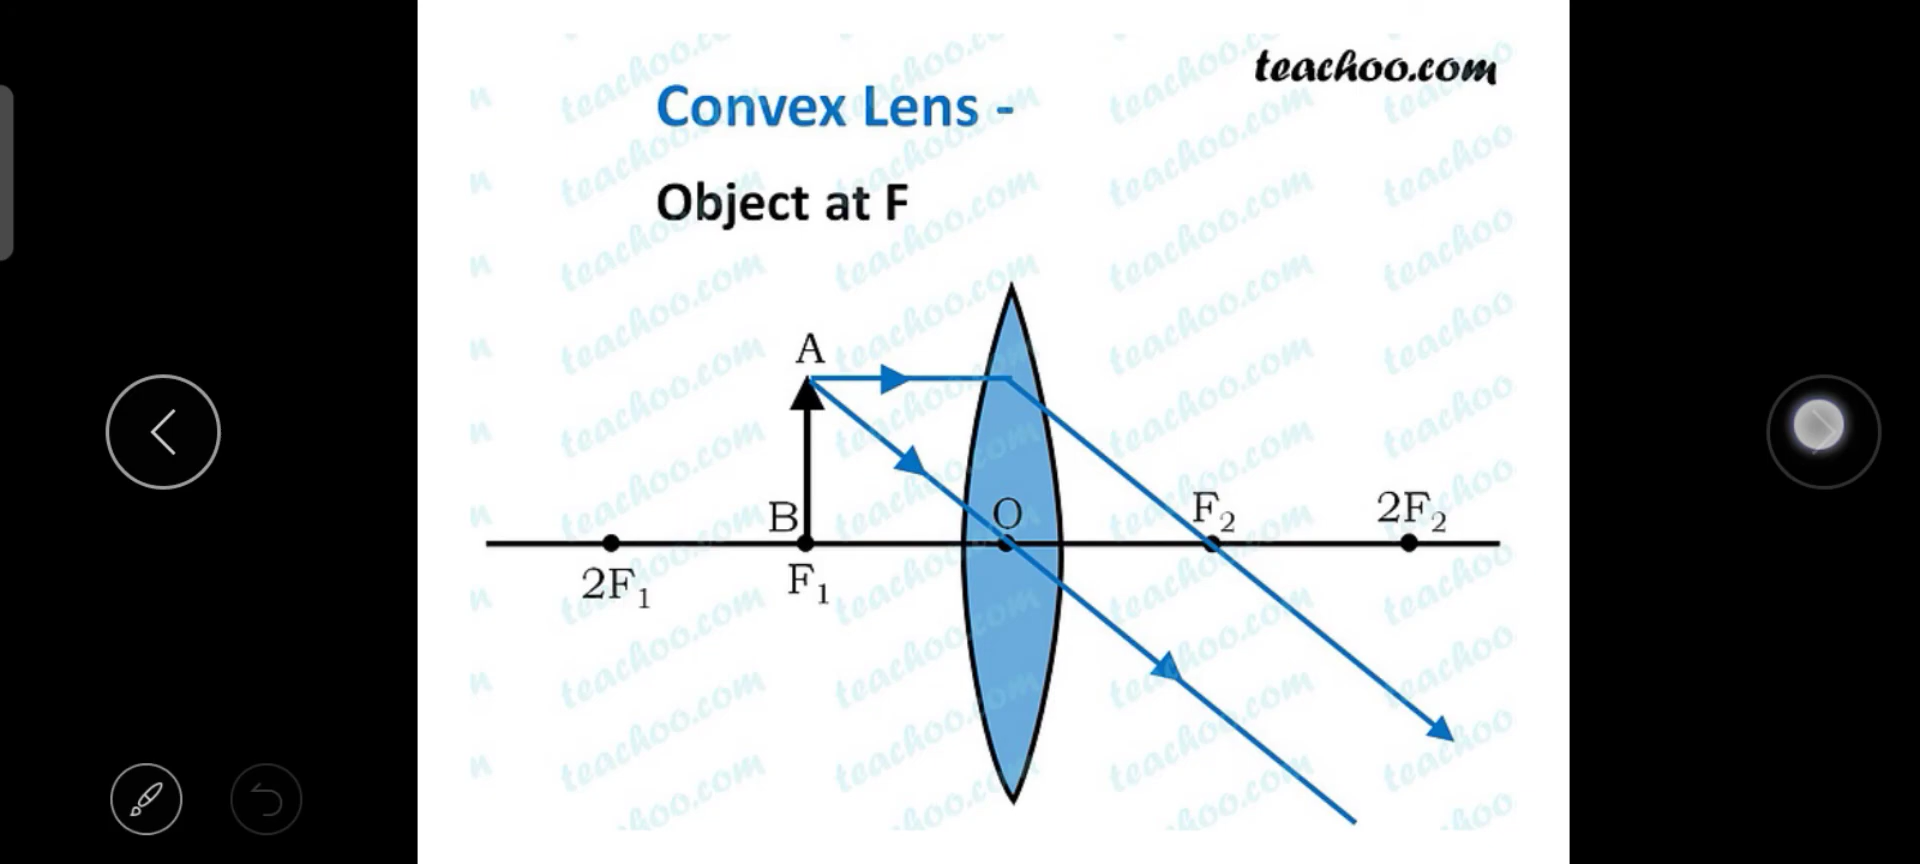 teachoo.com
Convex Lens -
Object at F
A
B
O
F₂
2F₂
2F₁
F₁